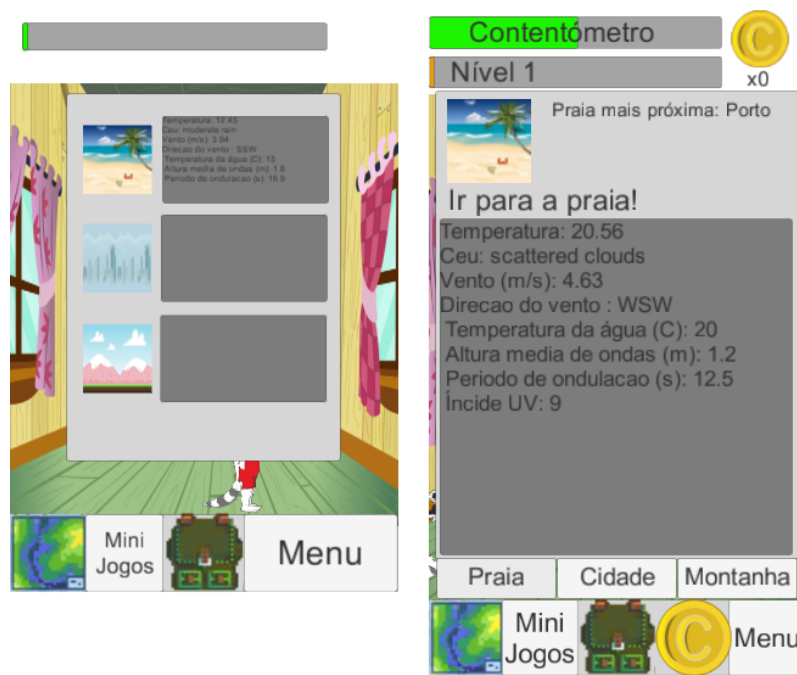 Temperatura: 12.45
Ceu: moderate rain
Vento (m/s): 3.94
Direcao do vento : SSW
Temperatura da água (C): 13
Altura media de ondas (m): 1.6
Periodo de ondulacao (s): 16.9
Mini
Jogos
Menu
Contentómetro
Nível 1
x0
Praia mais próxima: Porto
Ir para a praia!
Temperatura: 20.56
Ceu: scattered clouds
Vento (m/s): 4.63
Direcao do vento : WSW
Temperatura da água (C): 20
Altura media de ondas (m): 1.2
Periodo de ondulacao (s): 12.5
Íncide UV: 9
Praia
Cidade
Montanha
Mini
Jogos
C
C
Menu